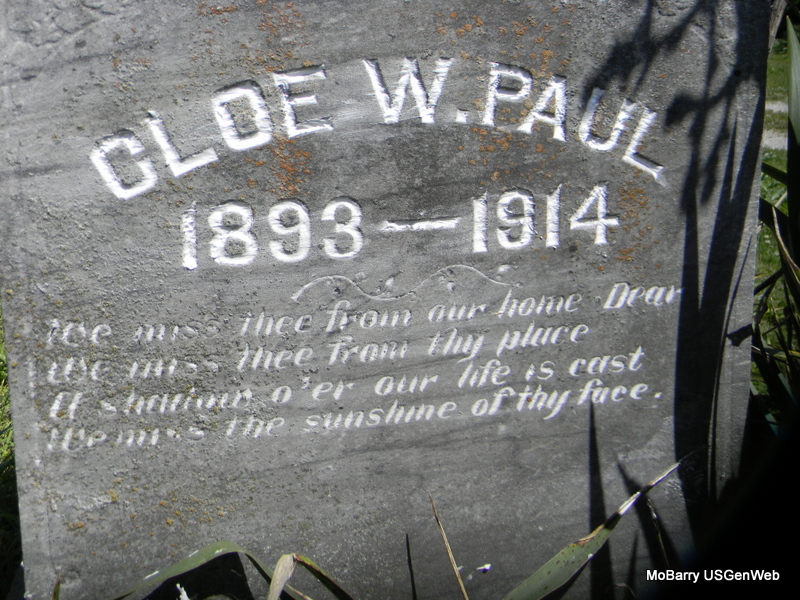 CLOE W. PAUL
1893 — 1914
We miss thee from our home Dear
We miss thee from thy place
A shadow o'er our life is cast
We miss the sunshine of thy face.
MoBarry USGenWeb